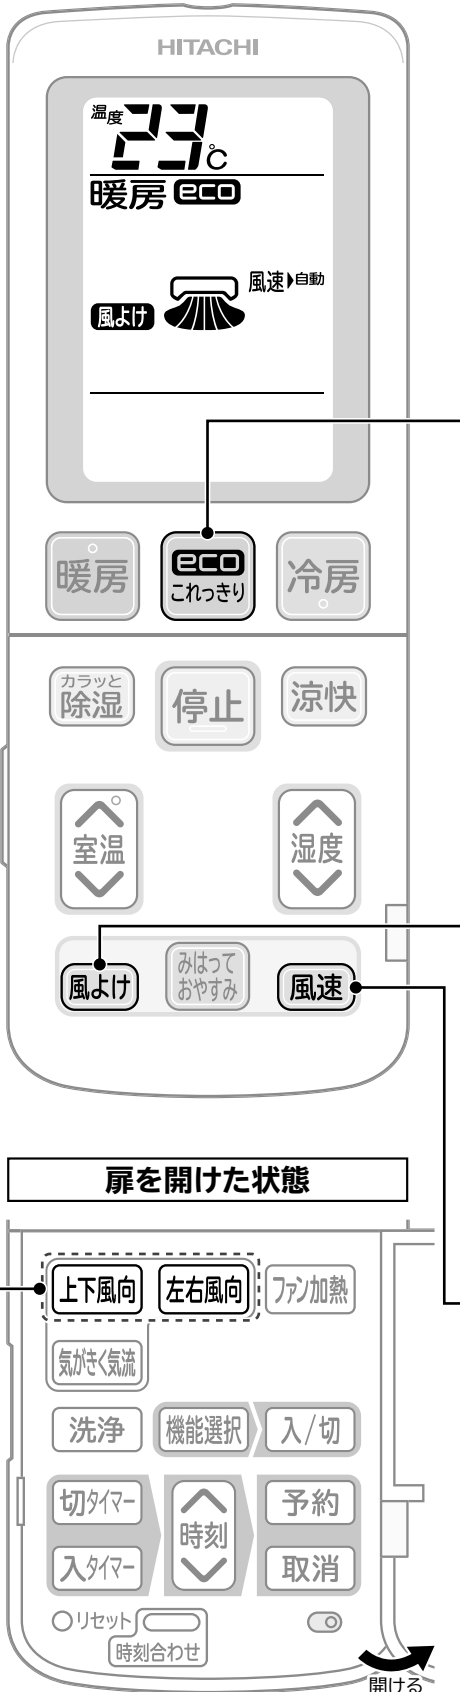 HITACHI
温度 23℃
暖房 eco
風速 自動
風よけ
暖房
eco
これっきり
冷房
カラッと
除湿
停止
涼快
室温
湿度
風よけ
みはって
おやすみ
風速
扉を開けた状態
上下風向 左右風向 ファン加熱
気がきく気流
洗浄 機能選択 入/切
切タイマー
時刻
予約
入タイマー
取消
リセット
時刻合わせ
開ける